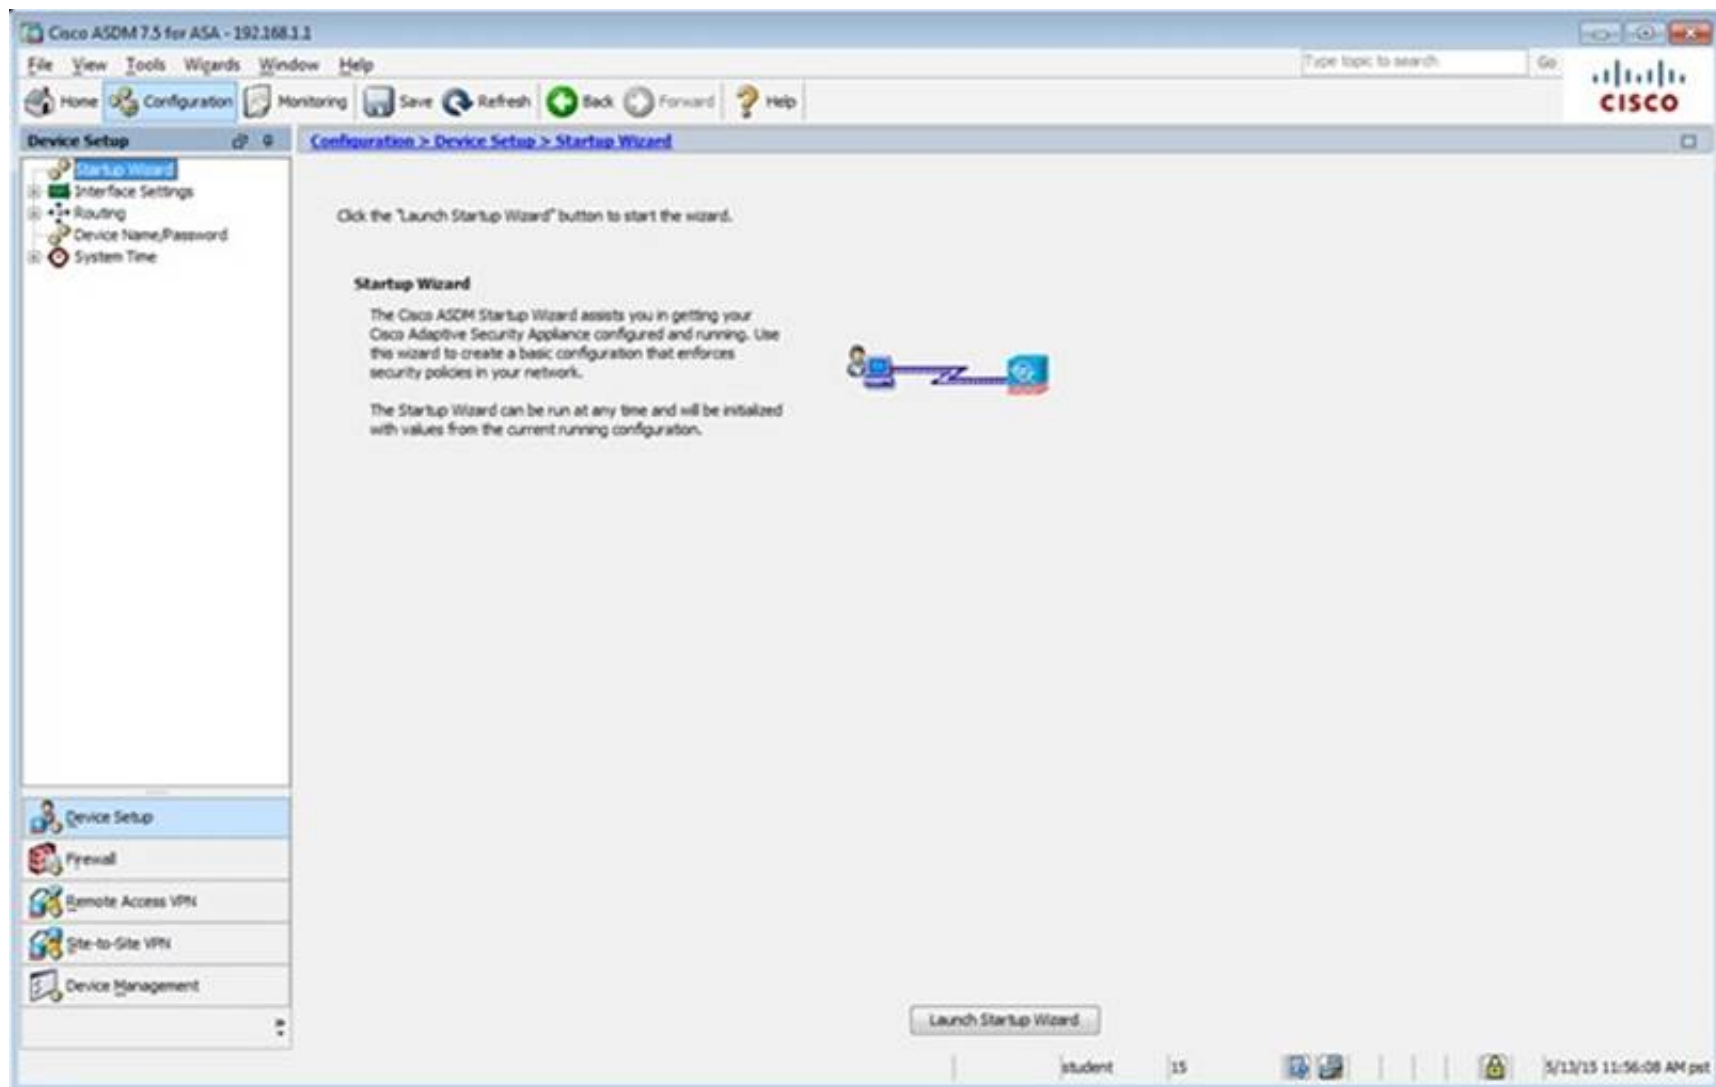 Cisco ASDM 7.5 for ASA - 192.168.1.1
File View Tools Wizards Window Help
Type topic to search Go
Home Configuration Monitoring Save Refresh Back Forward Help
CISCO
Device Setup
Configuration > Device Setup > Startup Wizard
Startup Wizard
Interface Settings
Routing
Device Name/Password
System Time
Click the "Launch Startup Wizard" button to start the wizard.
Startup Wizard
The Cisco ASDM Startup Wizard assists you in getting your
Cisco Adaptive Security Appliance configured and running. Use
this wizard to create a basic configuration that enforces
security policies in your network.
The Startup Wizard can be run at any time and will be initialized
with values from the current running configuration.
Device Setup
Firewall
Remote Access VPN
Site-to-Site VPN
Device Management
Launch Startup Wizard
student 15 5/13/15 11:56:08 AM pst